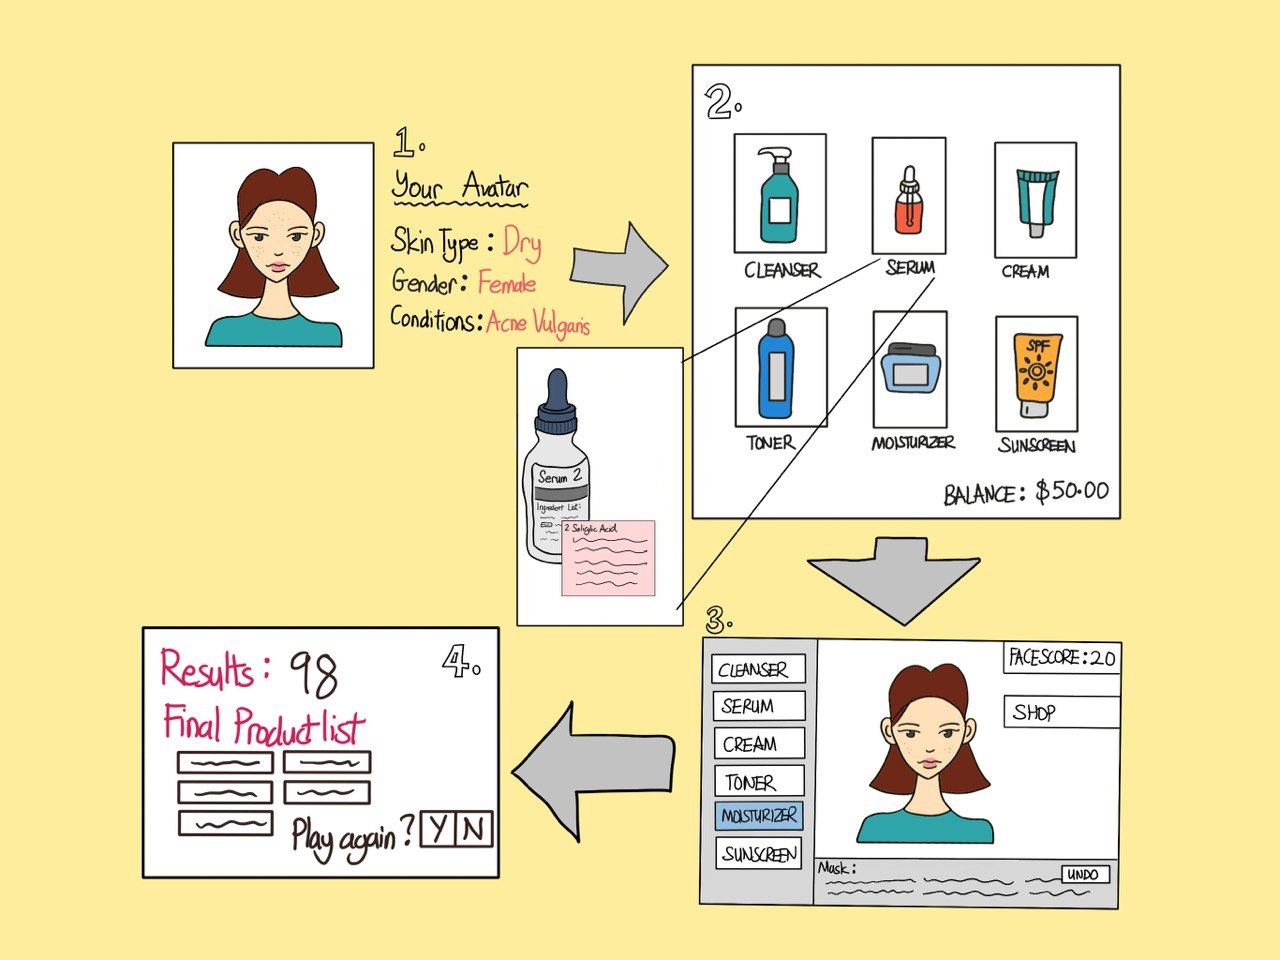 1.
Your Avatar
Skin Type: Dry
Gender: Female
Conditions: Acne Vulgaris
2.
CLEANSER
SERUM
CREAM
SPF
TONER
MOISTURIZER
SUNSCREEN
BALANCE: $50.00
Serum 2
Ingredient List:
2 Salicylic Acid
3.
CLEANSER
SERUM
CREAM
TONER
MOISTURIZER
SUNSCREEN
FACESCORE: 20
SHOP
Mask:
UNDO
4.
Results: 98
Final Product list
Play again? Y N